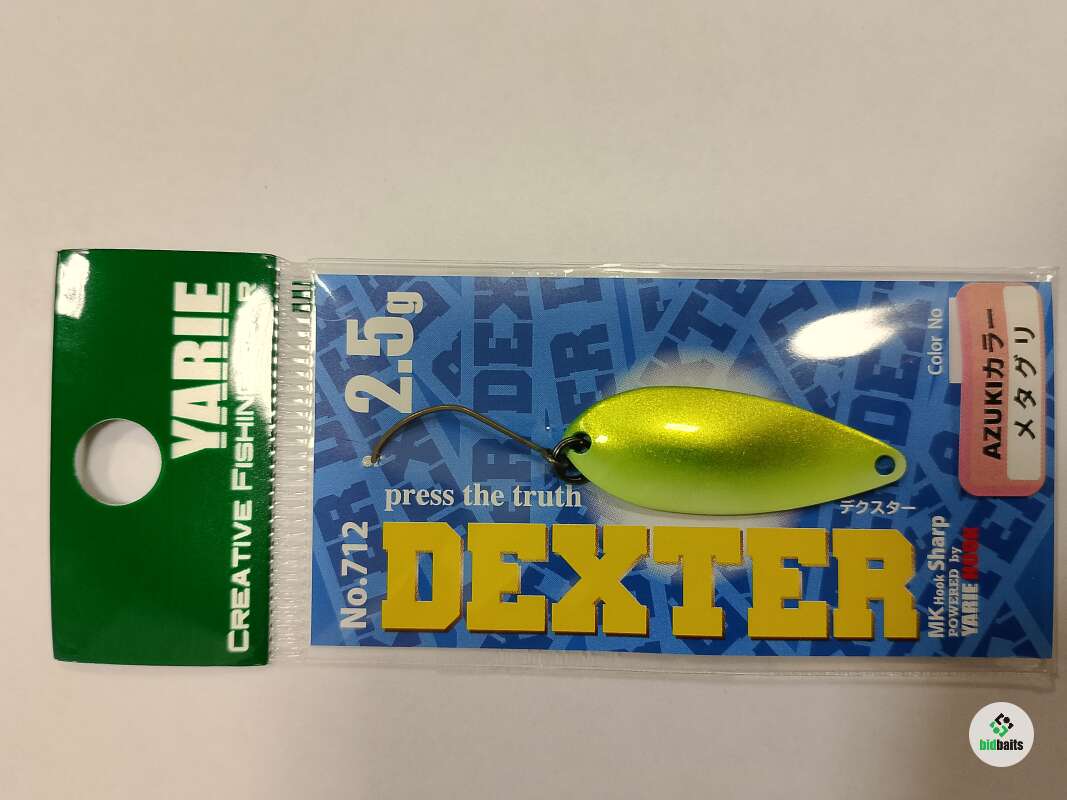 YARIE
CREATIVE FISHING
2.5g
No.712
press the truth
DEXTER
デクスター
Color No
AZUKIカラー
メタグリ
MK Hook Sharp
POWERED by
YARIE HOOK
bidbaits